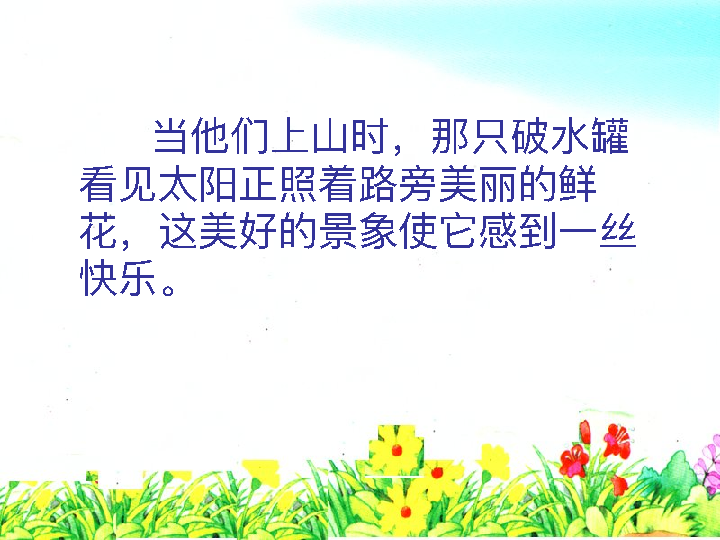 当他们上山时，那只破水罐
看见太阳正照着路旁美丽的鲜
花，这美好的景象使它感到一丝
快乐。